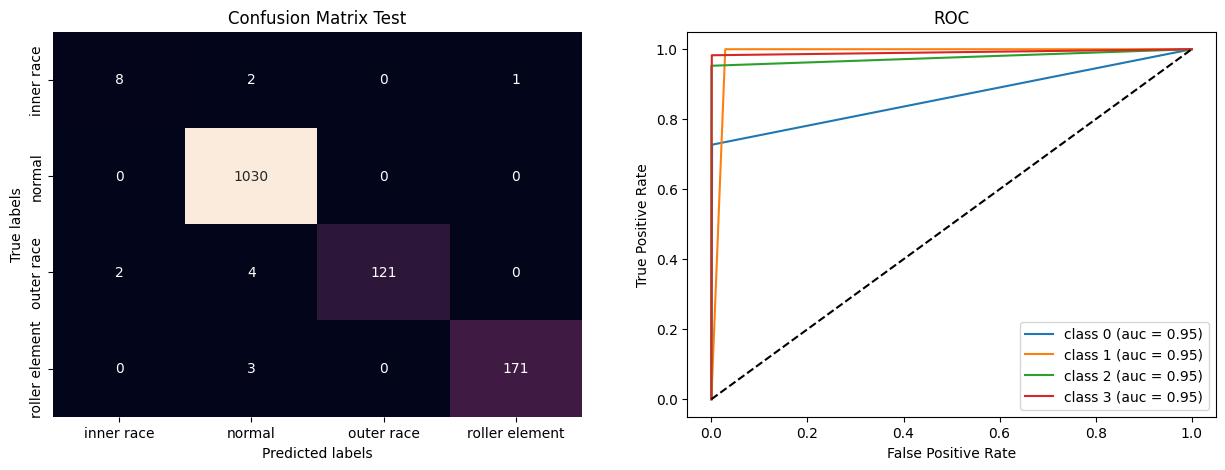 Confusion Matrix Test
True labels
inner race
8 2 0 1
normal
0 1030 0 0
outer race
2 4 121 0
roller element
0 3 0 171
inner race normal outer race roller element
Predicted labels
ROC
True Positive Rate
1.0
0.8
0.6
0.4
0.2
0.0
class 0 (auc = 0.95)
class 1 (auc = 0.95)
class 2 (auc = 0.95)
class 3 (auc = 0.95)
0.0 0.2 0.4 0.6 0.8 1.0
False Positive Rate